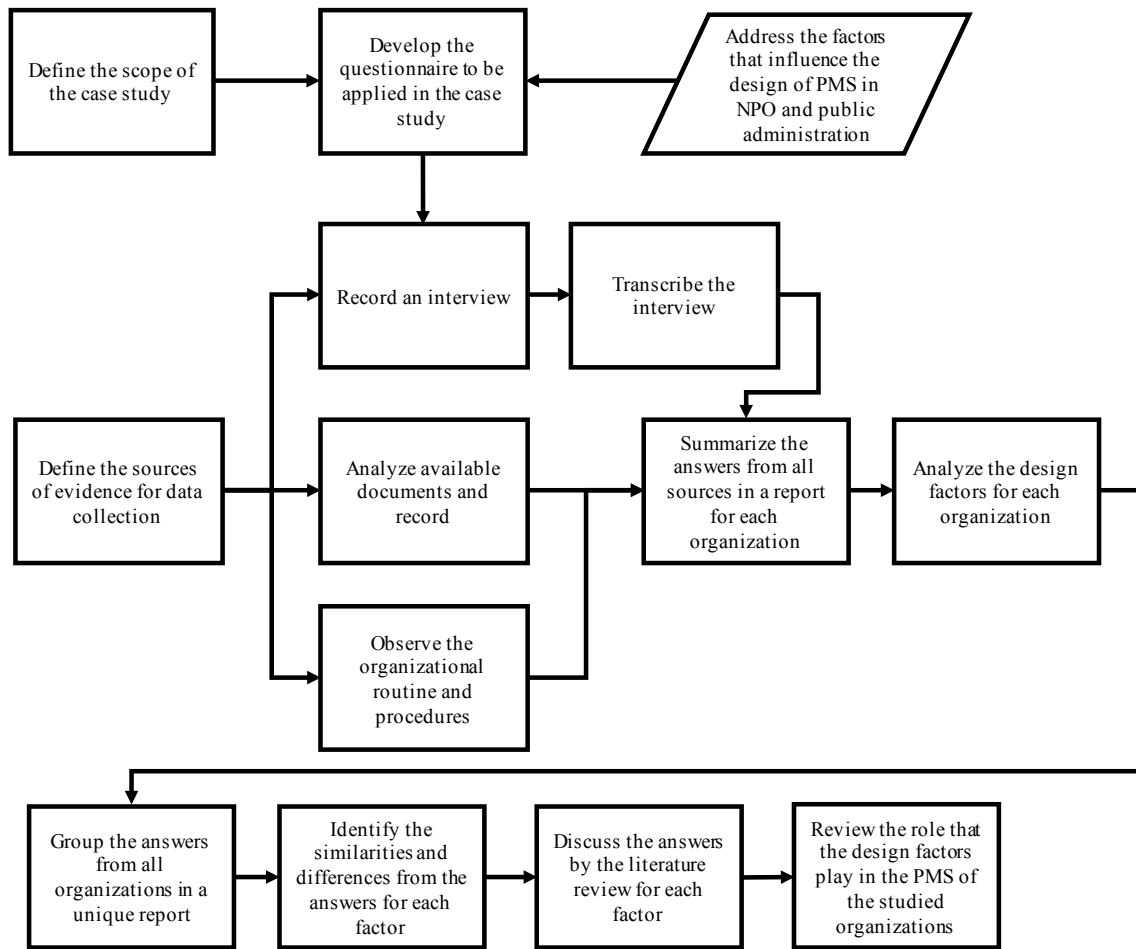 Define the scope of
the case study
Develop the
questionnaire to be
applied in the case
study
Address the factors
that influence the
design of PMS in
NPO and public
administration
Record an interview
Transcribe the
interview
Define the sources
of evidence for data
collection
Analyze available
documents and
record
Summarize the
answers from all
sources in a report
for each
organization
Analyze the design
factors for each
organization
Observe the
organizational
routine and
procedures
Group the answers
from all
organizations in a
unique report
Identify the
similarities and
differences from the
answers for each
factor
Discuss the answers
by the literature
review for each
factor
Review the role that
the design factors
play in the PMS of
the studied
organizations